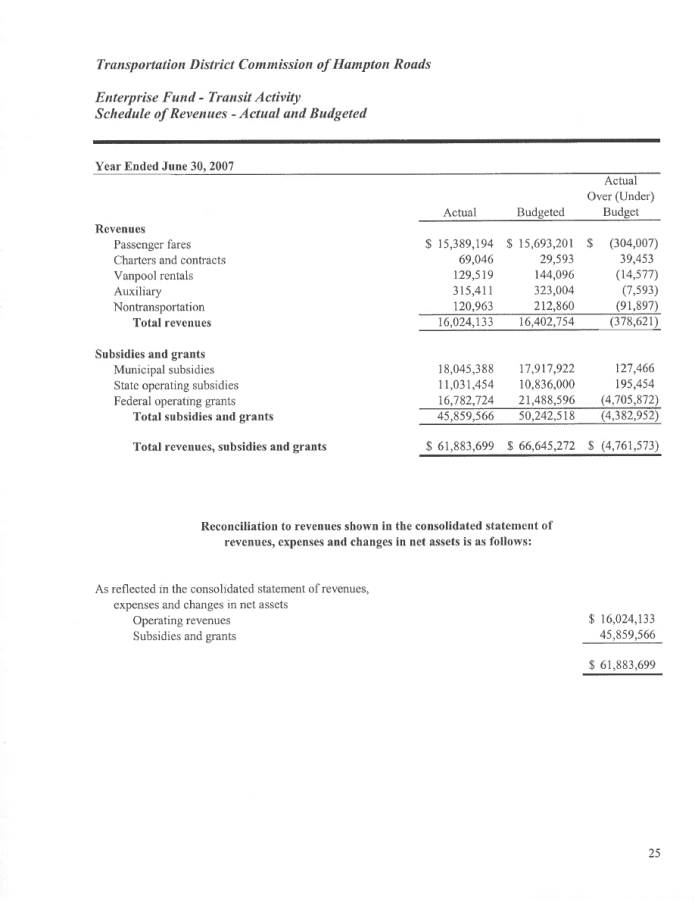 Transportation District Commission of Hampton Roads
Enterprise Fund - Transit Activity
Schedule of Revenues - Actual and Budgeted
Year Ended June 30, 2007
Actual
Over (Under)
Actual Budgeted Budget
Revenues
Passenger fares $ 15,389,194 $ 15,693,201 $ (304,007)
Charters and contracts 69,046 29,593 39,453
Vanpool rentals 129,519 144,096 (14,577)
Auxiliary 315,411 323,004 (7,593)
Nontransportation 120,963 212,860 (91,897)
Total revenues 16,024,133 16,402,754 (378,621)
Subsidies and grants
Municipal subsidies 18,045,388 17,917,922 127,466
State operating subsidies 11,031,454 10,836,000 195,454
Federal operating grants 16,782,724 21,488,596 (4,705,872)
Total subsidies and grants 45,859,566 50,242,518 (4,382,952)
Total revenues, subsidies and grants $ 61,883,699 $ 66,645,272 $ (4,761,573)
Reconciliation to revenues shown in the consolidated statement of
revenues, expenses and changes in net assets is as follows:
As reflected in the consolidated statement of revenues,
expenses and changes in net assets
Operating revenues $ 16,024,133
Subsidies and grants 45,859,566
$ 61,883,699
25